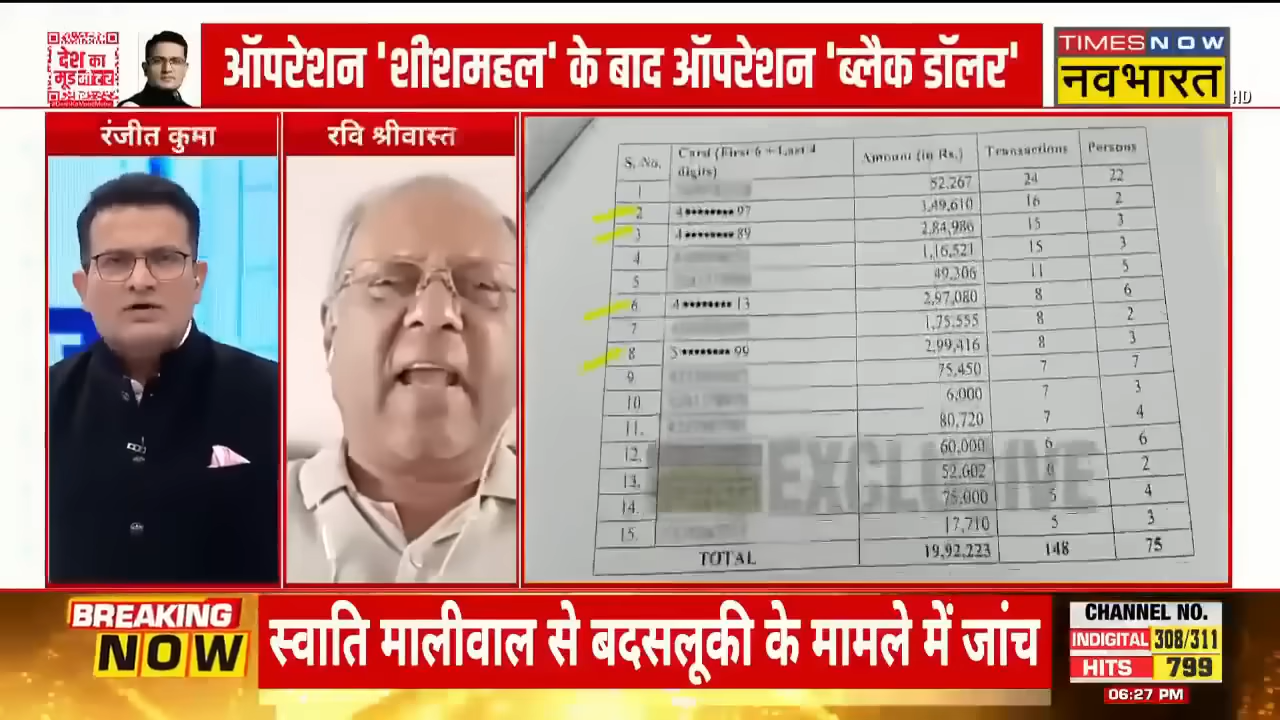 देश का
मूड मीटर
#DeshKaMoodMeter
ऑपरेशन 'शीशमहल' के बाद ऑपरेशन 'ब्लैक डॉलर'
TIMES NOW
नवभारत
HD
रंजीत कुमा
रवि श्रीवास्त
S. No. Card (First 6 + Last 4 digits) Amount (in Rs.) Transactions Persons
1 52,267 24 22
2 4••••••••97 1,49,610 16 2
3 4••••••••89 2,84,986 15 3
4 1,16,521 15 3
5 49,306 11 5
6 4••••••••13 2,97,080 8 6
7 1,75,555 8 2
8 5••••••••99 2,99,416 8 3
9 75,450 7 7
10 6,000 7 3
11. 80,720 7 4
12. 60,000 6 6
13. 52,002 2
14. 75,000 5 4
15. 17,710 5 3
TOTAL 19,92,223 148 75
EXCLUSIVE
BREAKING
NOW
स्वाति मालीवाल से बदसलूकी के मामले में जांच
CHANNEL NO.
INDIGITAL 308/311
HITS 799
06:27 PM